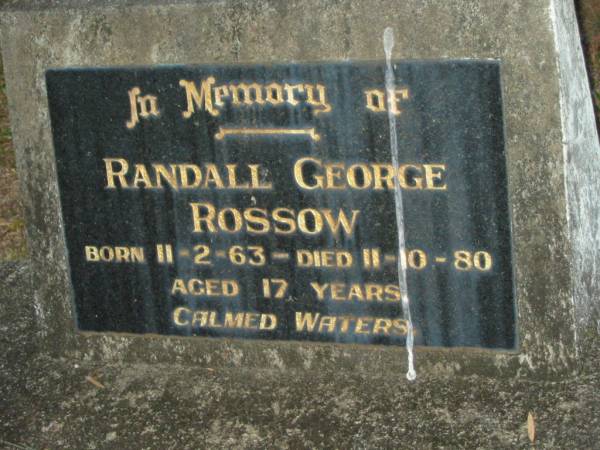 In Memory of
RANDALL GEORGE
ROSSOW
BORN 11-2-63 - DIED 11-10-80
AGED 17 YEARS
CALMED WATERS.